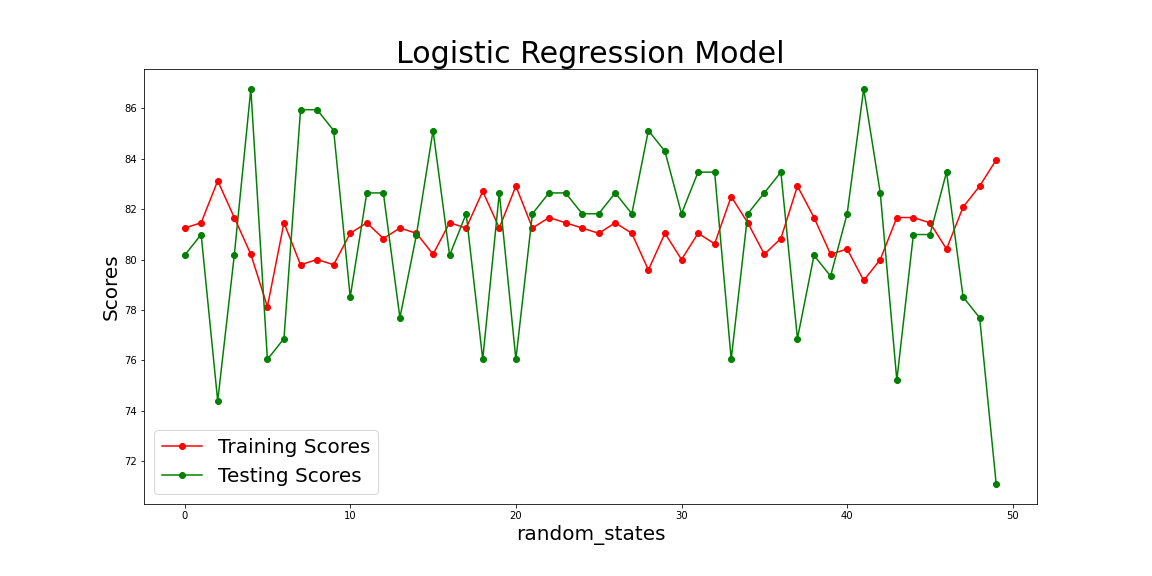 Logistic Regression Model
Scores
86
84
82
80
78
76
74
72
Training Scores
Testing Scores
0 10 20 30 40 50
random_states